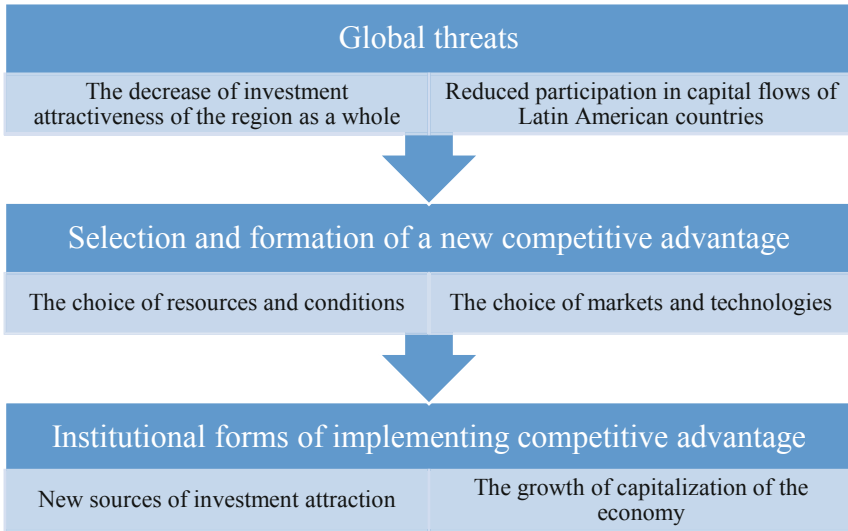 Global threats
The decrease of investment
attractiveness of the region as a whole
Reduced participation in capital flows of
Latin American countries
Selection and formation of a new competitive advantage
The choice of resources and conditions
The choice of markets and technologies
Institutional forms of implementing competitive advantage
New sources of investment attraction
The growth of capitalization of the
economy